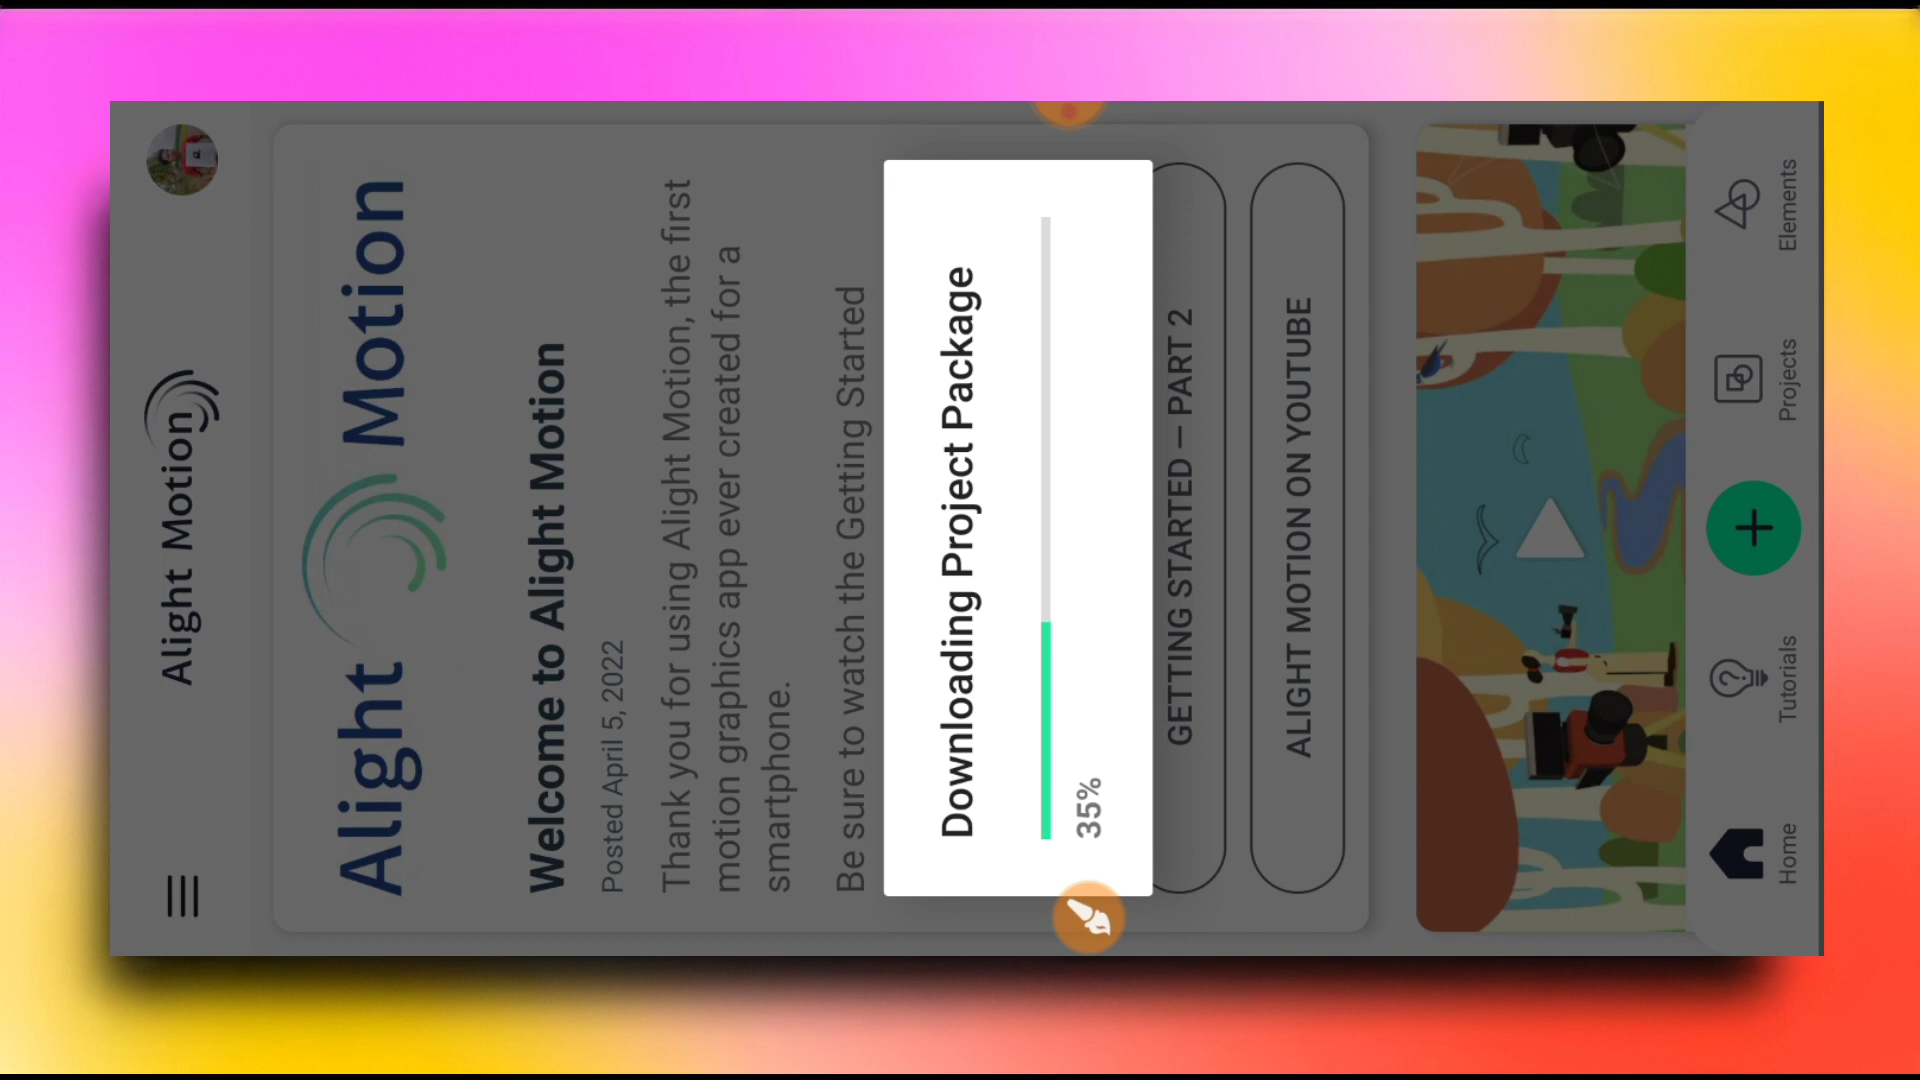 Alight Motion
Alight Motion
Welcome to Alight Motion
Posted April 5, 2022
Thank you for using Alight Motion, the first
motion graphics app ever created for a
smartphone.
Be sure to watch the Getting Started
Downloading Project Package
35%
GETTING STARTED – PART 2
ALIGHT MOTION ON YOUTUBE
Home
Tutorials
Projects
Elements